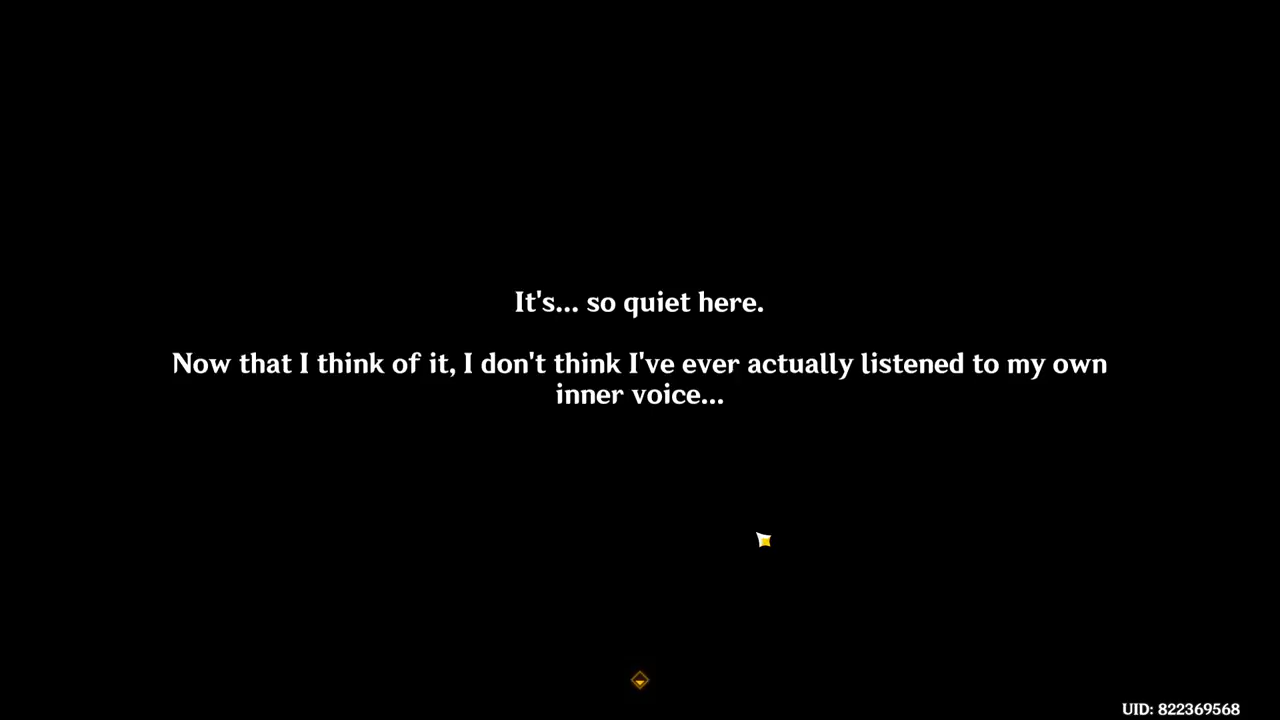 It's... so quiet here.
Now that I think of it, I don't think I've ever actually listened to my own
inner voice...
UID: 822369568